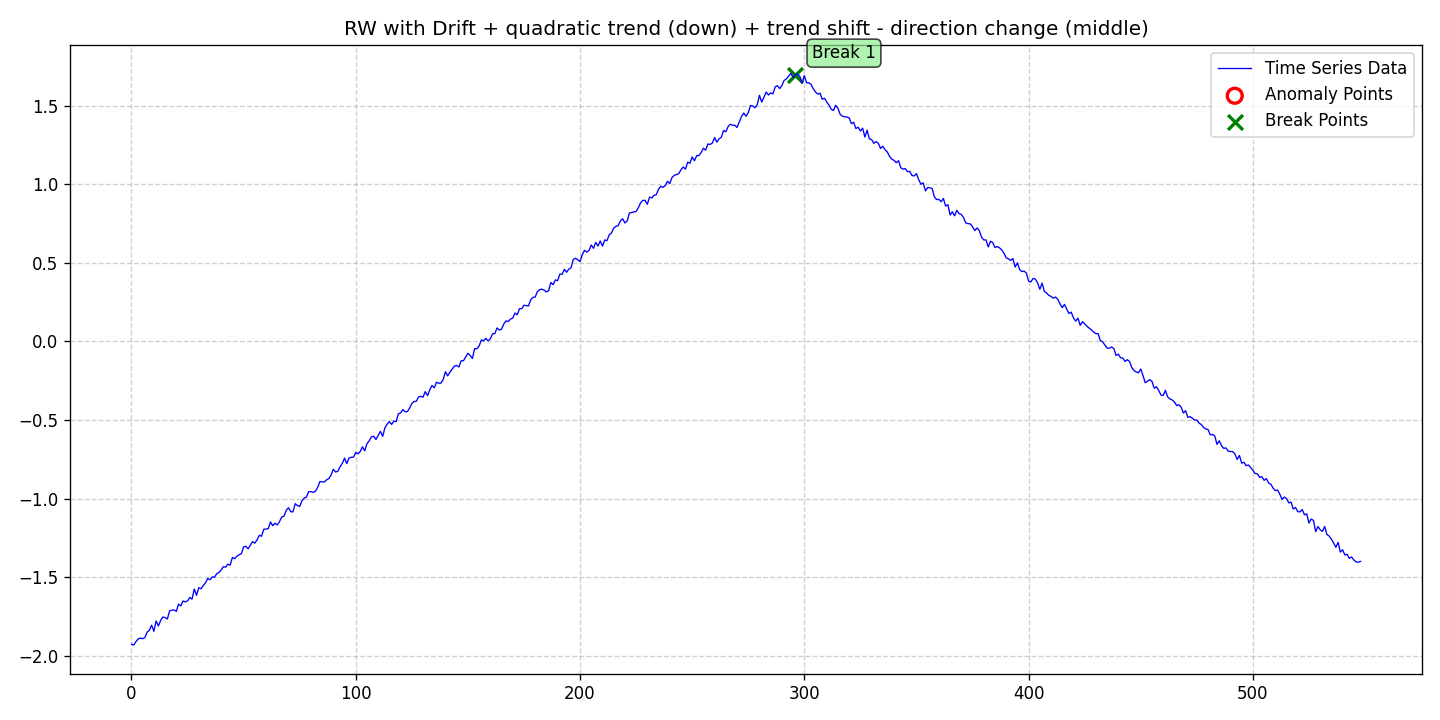 RW with Drift + quadratic trend (down) + trend shift - direction change (middle)
Break 1
Time Series Data
Anomaly Points
Break Points
1.5
1.0
0.5
0.0
−0.5
−1.0
−1.5
−2.0
0 100 200 300 400 500